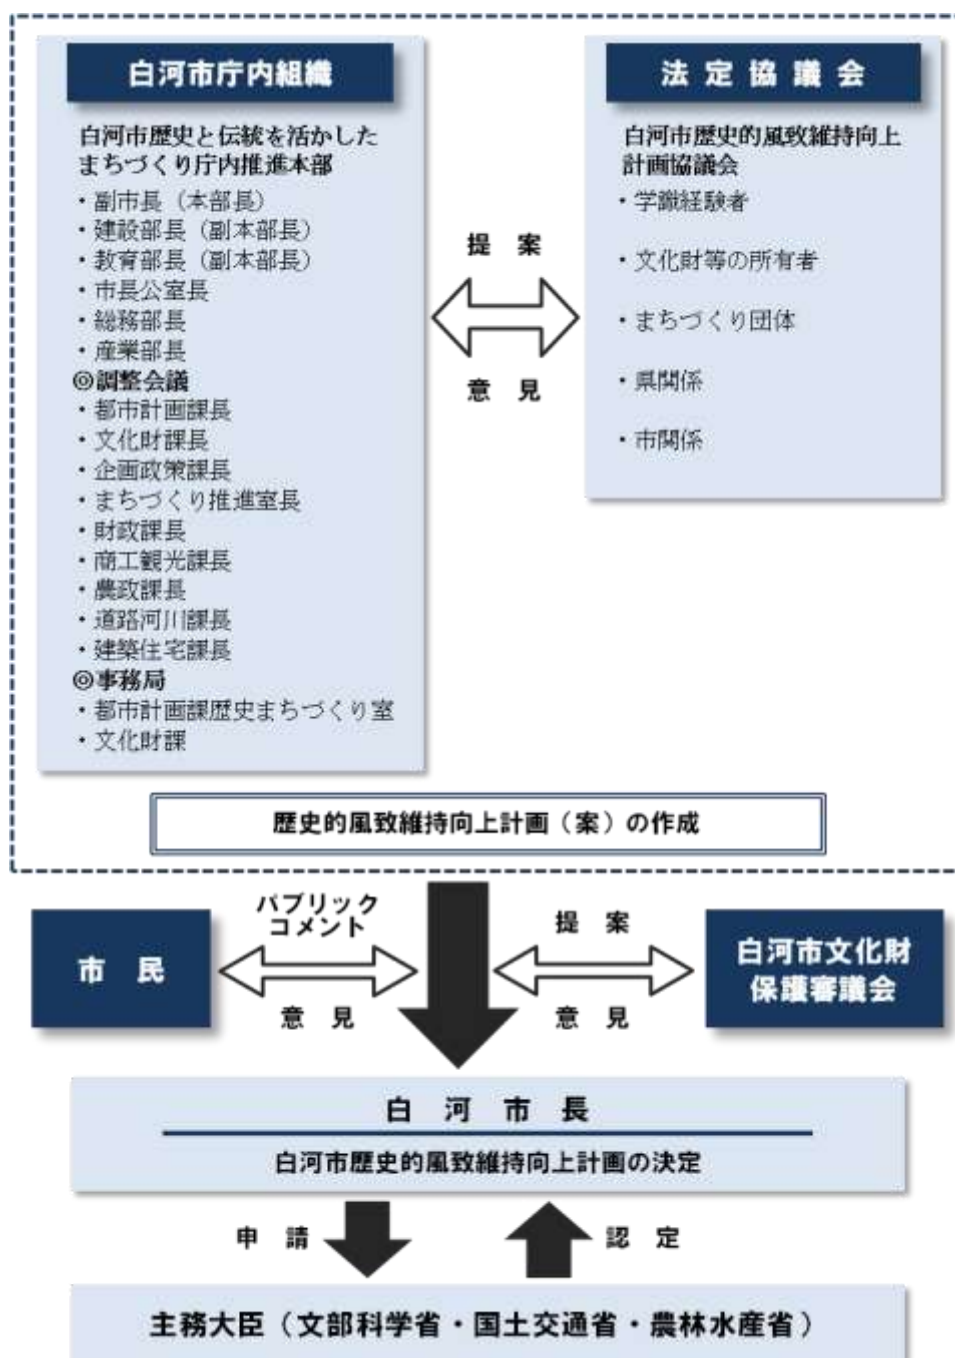 白河市庁内組織
白河市歴史と伝統を活かした
まちづくり庁内推進本部
・副市長（本部長）
・建設部長（副本部長）
・教育部長（副本部長）
・市長公室長
・総務部長
・産業部長
◎調整会議
・都市計画課長
・文化財課長
・企画政策課長
・まちづくり推進室長
・財政課長
・商工観光課長
・農政課長
・道路河川課長
・建築住宅課長
◎事務局
・都市計画課歴史まちづくり室
・文化財課
提 案
意 見
法定協議会
白河市歴史的風致維持向上
計画協議会
・学識経験者
・文化財等の所有者
・まちづくり団体
・県関係
・市関係
歴史的風致維持向上計画（案）の作成
市 民
パブリック
コメント
意 見
提 案
意 見
白河市文化財
保護審議会
白 河 市 長
白河市歴史的風致維持向上計画の決定
申 請
認 定
主務大臣（文部科学省・国土交通省・農林水産省）